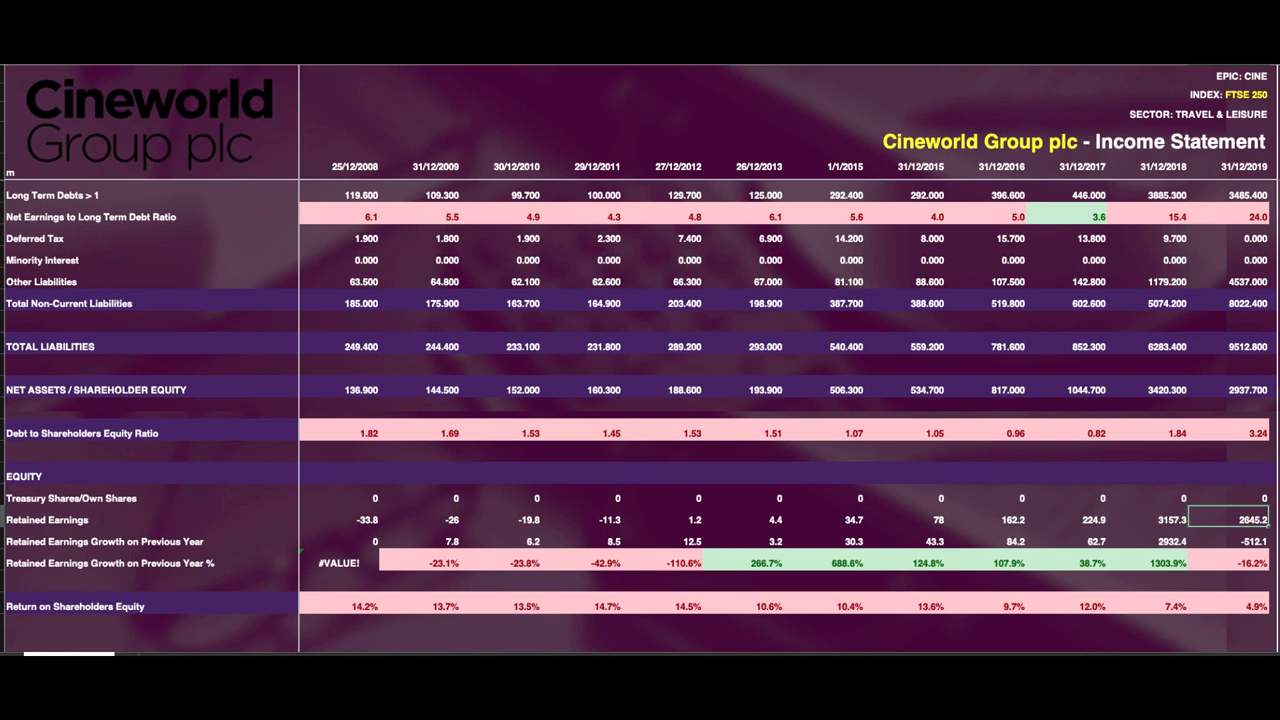 Cineworld
Group plc
EPIC: CINE
INDEX: FTSE 250
SECTOR: TRAVEL & LEISURE
Cineworld Group plc - Income Statement
m 25/12/2008 31/12/2009 30/12/2010 29/12/2011 27/12/2012 26/12/2013 1/1/2015 31/12/2015 31/12/2016 31/12/2017 31/12/2018 31/12/2019
Long Term Debts > 1 119.600 109.300 99.700 100.000 129.700 125.000 292.400 292.000 396.600 446.000 3885.300 3485.400
Net Earnings to Long Term Debt Ratio 6.1 5.5 4.9 4.3 4.8 6.1 5.6 4.0 5.0 3.6 15.4 24.0
Deferred Tax 1.900 1.800 1.900 2.300 7.400 6.900 14.200 8.000 15.700 13.800 9.700 0.000
Minority Interest 0.000 0.000 0.000 0.000 0.000 0.000 0.000 0.000 0.000 0.000 0.000 0.000
Other Liabilities 63.500 64.800 62.100 62.600 66.300 67.000 81.100 88.600 107.500 142.800 1179.200 4537.000
Total Non-Current Liabilities 185.000 175.900 163.700 164.900 203.400 198.900 387.700 388.600 519.800 602.600 5074.200 8022.400
TOTAL LIABILITIES 249.400 244.400 233.100 231.800 289.200 293.000 540.400 559.200 781.600 852.300 6283.400 9512.800
NET ASSETS / SHAREHOLDER EQUITY 136.900 144.500 152.000 160.300 188.600 193.900 506.300 534.700 817.000 1044.700 3420.300 2937.700
Debt to Shareholders Equity Ratio 1.82 1.69 1.53 1.45 1.53 1.51 1.07 1.05 0.96 0.82 1.84 3.24
EQUITY
Treasury Shares/Own Shares 0 0 0 0 0 0 0 0 0 0 0 0
Retained Earnings -33.8 -26 -19.8 -11.3 1.2 4.4 34.7 78 162.2 224.9 3157.3 2645.2
Retained Earnings Growth on Previous Year 0 7.8 6.2 8.5 12.5 3.2 30.3 43.3 84.2 62.7 2932.4 -512.1
Retained Earnings Growth on Previous Year % #VALUE! -23.1% -23.8% -42.9% -110.6% 266.7% 688.6% 124.8% 107.9% 38.7% 1303.9% -16.2%
Return on Shareholders Equity 14.2% 13.7% 13.5% 14.7% 14.5% 10.6% 10.4% 13.6% 9.7% 12.0% 7.4% 4.9%